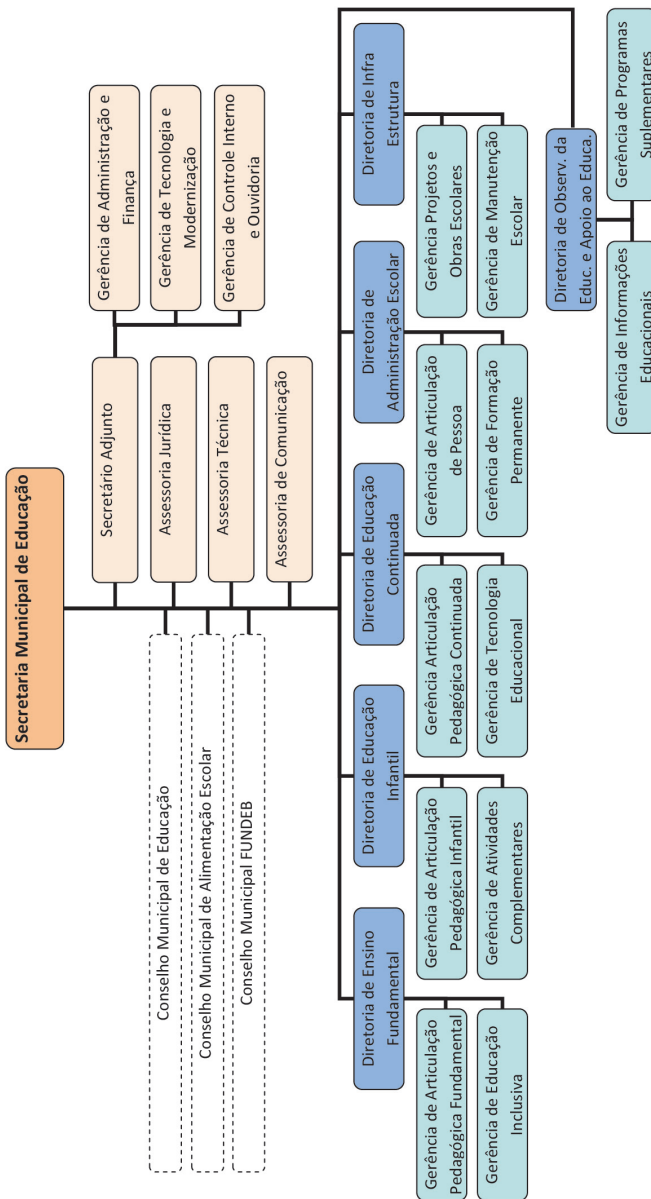 Secretaria Municipal de Educação
Secretário Adjunto
Assessoria Jurídica
Assessoria Técnica
Assessoria de Comunicação
Gerência de Administração e
Finança
Gerência de Tecnologia e
Modernização
Gerência de Controle Interno
e Ouvidoria
Conselho Municipal de Educação
Conselho Municipal de Alimentação Escolar
Conselho Municipal FUNDEB
Diretoria de Ensino
Fundamental
Gerência de Articulação
Pedagógica Fundamental
Gerência de Educação
Inclusiva
Diretoria de Educação
Infantil
Gerência de Articulação
Pedagógica Infantil
Gerência de Atividades
Complementares
Diretoria de Educação
Continuada
Gerência Articulação
Pedagógica Continuada
Gerência de Tecnologia
Educacional
Diretoria de
Administração Escolar
Gerência de Articulação
de Pessoa
Gerência de Formação
Permanente
Diretoria de Infra
Estrutura
Gerência Projetos e
Obras Escolares
Gerência de Manutenção
Escolar
Diretoria de Observ. da
Educ. e Apoio ao Educa.
Gerência de Informações
Educacionais
Gerência de Programas
Suplementares